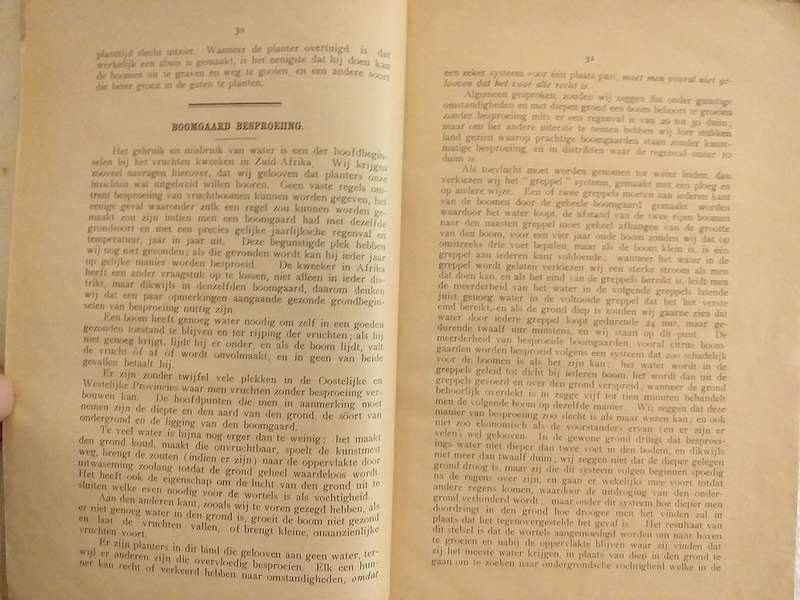 30
planttijd slecht uitziet. Wanneer de planter overtuigd is dat
werkelijk een abuis is gemaakt, is het eenigste dat hij doen kan
de boomen uit te graven en weg te gooien, en een andere soort
die beter groeit in de gaten te planten.
BOOMGAARD BESPROEIING.
Het gebruik en misbruik van water is een der hoofdbegin-
selen bij het vruchten kweeken in Zuid-Afrika. Wij krijgen
zooveel navragen hierover, dat wij gelooven dat planters onze
inzichten wat uitgebreid willen hooren. Geen vaste regels om-
trent besproeiing van vruchtboomen kunnen worden gegeven, het
eenige geval waaronder zulk een regel zou kunnen worden ge-
maakt zou zijn indien men een boomgaard had met dezelfde
grondsoort en met een precies gelijke jaarlijksche regenval en
temperatuur, jaar in jaar uit. Deze begunstigde plek hebben
wij nog niet gevonden; als die gevonden wordt kan hij ieder jaar
op gelijke manier worden besproeid. De kweeker in Afrika
heeft een ander vraagstuk op te lossen, niet alleen in ieder dis-
trikt, maar dikwijls in denzelfden boomgaard, daarom denken
wij dat een paar opmerkingen aangaande gezonde grondbegin-
selen van besproeiing nuttig zijn.
Een boom heeft genoeg water noodig om zelf in een goeden
gezonden toestand te blijven en ter rijping der vruchten; als hij
niet genoeg krijgt, lijdt hij er onder, en als de boom lijdt, valt
de vrucht òf af òf wordt onvolmaakt, en in geen van beide
gevallen betaalt hij.
Er zijn zonder twijfel vele plekken in de Oostelijke en
Westelijke Provincies waar men vruchten zonder besproeiing ver-
bouwen kan. De hoofdpunten die men in aanmerking moet
nemen zijn de diepte en den aard van den grond, de soort van
ondergrond en de ligging van den boomgaard.
Te veel water is bijna nog erger dan te weinig; het maakt
den grond koud, maakt die onvruchtbaar, spoelt de kunstmest
weg, brengt de zouten (indien er zijn) naar de oppervlakte door
uitwaseming zoolang totdat de grond geheel waardeloos wordt.
Het heeft ook de eigenschap om de lucht van den grond uit te
sluiten welke even noodig voor de wortels is als vochtigheid.
Aan den anderen kant, zooals wij te voren gezegd hebben, als
er niet genoeg water in den grond is, groeit de boom niet gezond
en laat de vruchten vallen, of brengt kleine, onaanzienlijke
vruchten voort.
Er zijn planters in dit land die gelooven aan geen water, ter-
wijl er anderen zijn die overvloedig besproeien. Elk een hun-
ner kan recht of verkeerd hebben naar omstandigheden, omdat
31
een zeker systeem voor één plaats past, moet men vooral niet ge-
looven dat het voor alle recht is.
Algemeen gesproken, zouden wij zeggen dat onder gunstige
omstandigheden en met diepen grond een boom behoort te groeien
zonder besproeiing mits er een regenval is van 20 tot 30 duim;
maar om het andere uiterste te nemen hebben wij hier stukken
land gezien waarop prachtige boomgaarden staan zonder kunst-
matige besproeiing, en in distrikten waar de regenval onder 10
duim is.
Als toevlucht moet worden genomen tot water leiden, dan
verkiezen wij het "greppel" systeem, gemaakt met een ploeg en
op andere wijze. Een of twee greppels moeten aan iederen kant
van de boomen door de geheele boomgaard gemaakt worden
waardoor het water loopt, de afstand van de twee rijen boomen
naar den naasten greppel moet geheel afhangen van de grootte
van den boom, voor een vier jaar oude boom zouden wij dat op
omstreeks drie voet bepalen, maar als de boom klein is, is één
greppel aan iederen kant voldoende; wanneer het water in de
greppel wordt gelaten verkiezen wij een sterke stroom als men
dat doen kan, en als het eind van de greppels bereikt is, leidt men
de meerderheid van het water in de volgende greppels latende
juist genoeg water in de voltooide greppel dat het het verste
eind bereikt, en als de grond diep is zouden wij gaarne zien dat
water door iedere greppel loopt gedurende 24 uur, maar ge-
durende twaalf uur minstens, en wij staan op dit punt. De
meerderheid van besproeide boomgaarden, vooral citrus boom-
gaarden worden besproeid volgens een systeem dat zoo schadelijk
voor de boomen is als het zijn kan; het water wordt in de
greppels geleid tot dicht bij iederen boom, het wordt dan uit de
greppels gevoerd en over den grond verspreid; wanneer de grond
behoorlijk overdekt is in zegge vijf tot tien minuten behandelt
men de volgende boom op dezelfde manier. Wij zeggen dat deze
manier van besproeiing zoo slecht is als maar wezen kan; en ook
niet zoo ekonomisch als de voorstanders ervan (en er zijn er
velen) wel gelooven. In de gewone grond dringt dat besproei-
ings water niet dieper dan twee voet in den bodem, en dikwijls
niet meer dan twaalf duim; wij zeggen niet dat de dieper gelegen
grond droog is, maar zij die dit systeem volgen beginnen spoedig
na de regens over zijn, en gaan er wekelijks mee voort totdat
andere regens komen, waardoor de uitdroging van den onder-
grond verhinderd wordt; maar onder dit systeem hoe dieper men
doordringt in den grond hoe drooger men het vinden zal in
plaats dat het tegenovergestelde het geval is. Het resultaat van
dit stelsel is dat de wortels aangemoedigd worden om naar boven
te groeien en nabij de oppervlakte blijven waar zij vinden dat
zij het meeste water krijgen, in plaats van diep in den grond te
gaan om te zoeken naar ondergrondsche vochtigheid welke in de